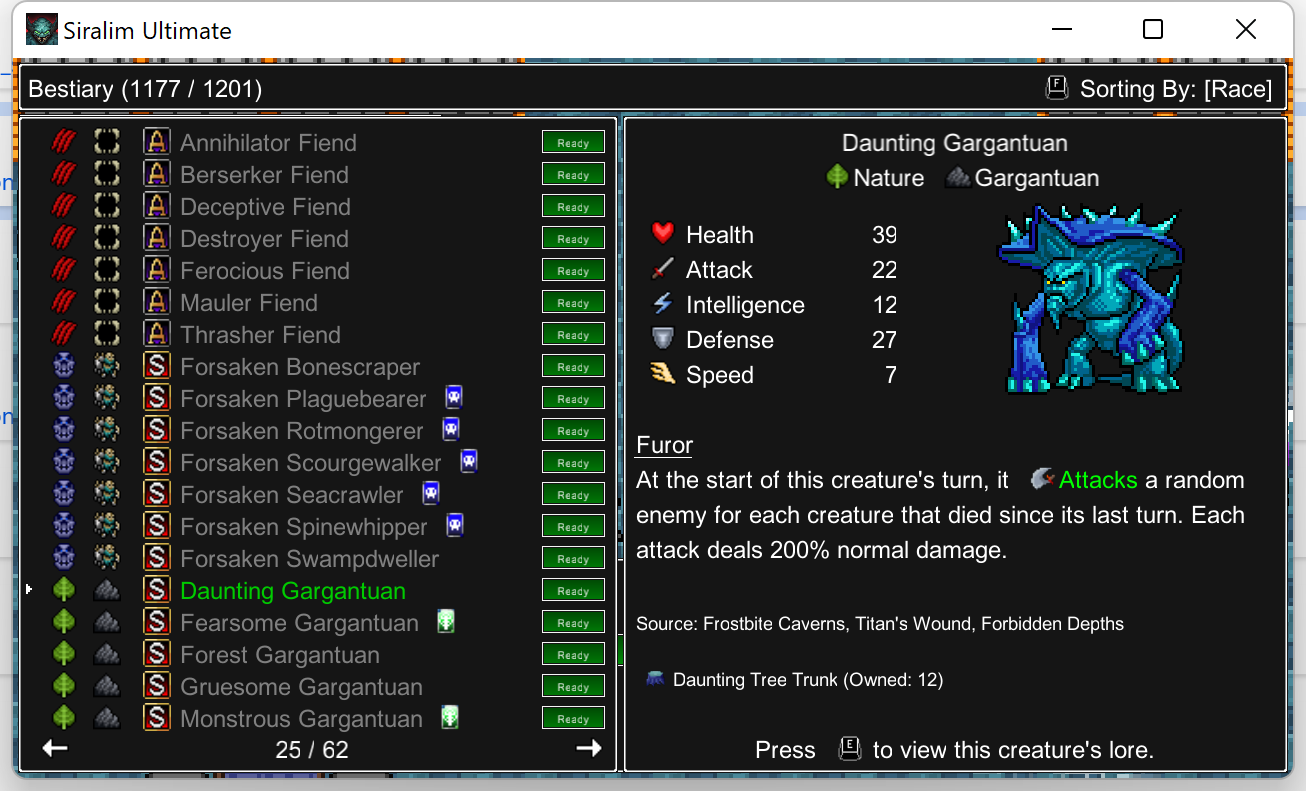 Siralim Ultimate
Bestiary (1177 / 1201)
F Sorting By: [Race]
A Annihilator Fiend Ready
A Berserker Fiend Ready
A Deceptive Fiend Ready
A Destroyer Fiend Ready
A Ferocious Fiend Ready
A Mauler Fiend Ready
A Thrasher Fiend Ready
S Forsaken Bonescraper Ready
S Forsaken Plaguebearer Ready
S Forsaken Rotmongerer Ready
S Forsaken Scourgewalker Ready
S Forsaken Seacrawler Ready
S Forsaken Spinewhipper Ready
S Forsaken Swampdweller Ready
S Daunting Gargantuan Ready
S Fearsome Gargantuan Ready
S Forest Gargantuan Ready
S Gruesome Gargantuan Ready
S Monstrous Gargantuan Ready
25 / 62
Daunting Gargantuan
Nature Gargantuan
Health 39
Attack 22
Intelligence 12
Defense 27
Speed 7
Furor
At the start of this creature's turn, it Attacks a random
enemy for each creature that died since its last turn. Each
attack deals 200% normal damage.
Source: Frostbite Caverns, Titan's Wound, Forbidden Depths
Daunting Tree Trunk (Owned: 12)
Press E to view this creature's lore.